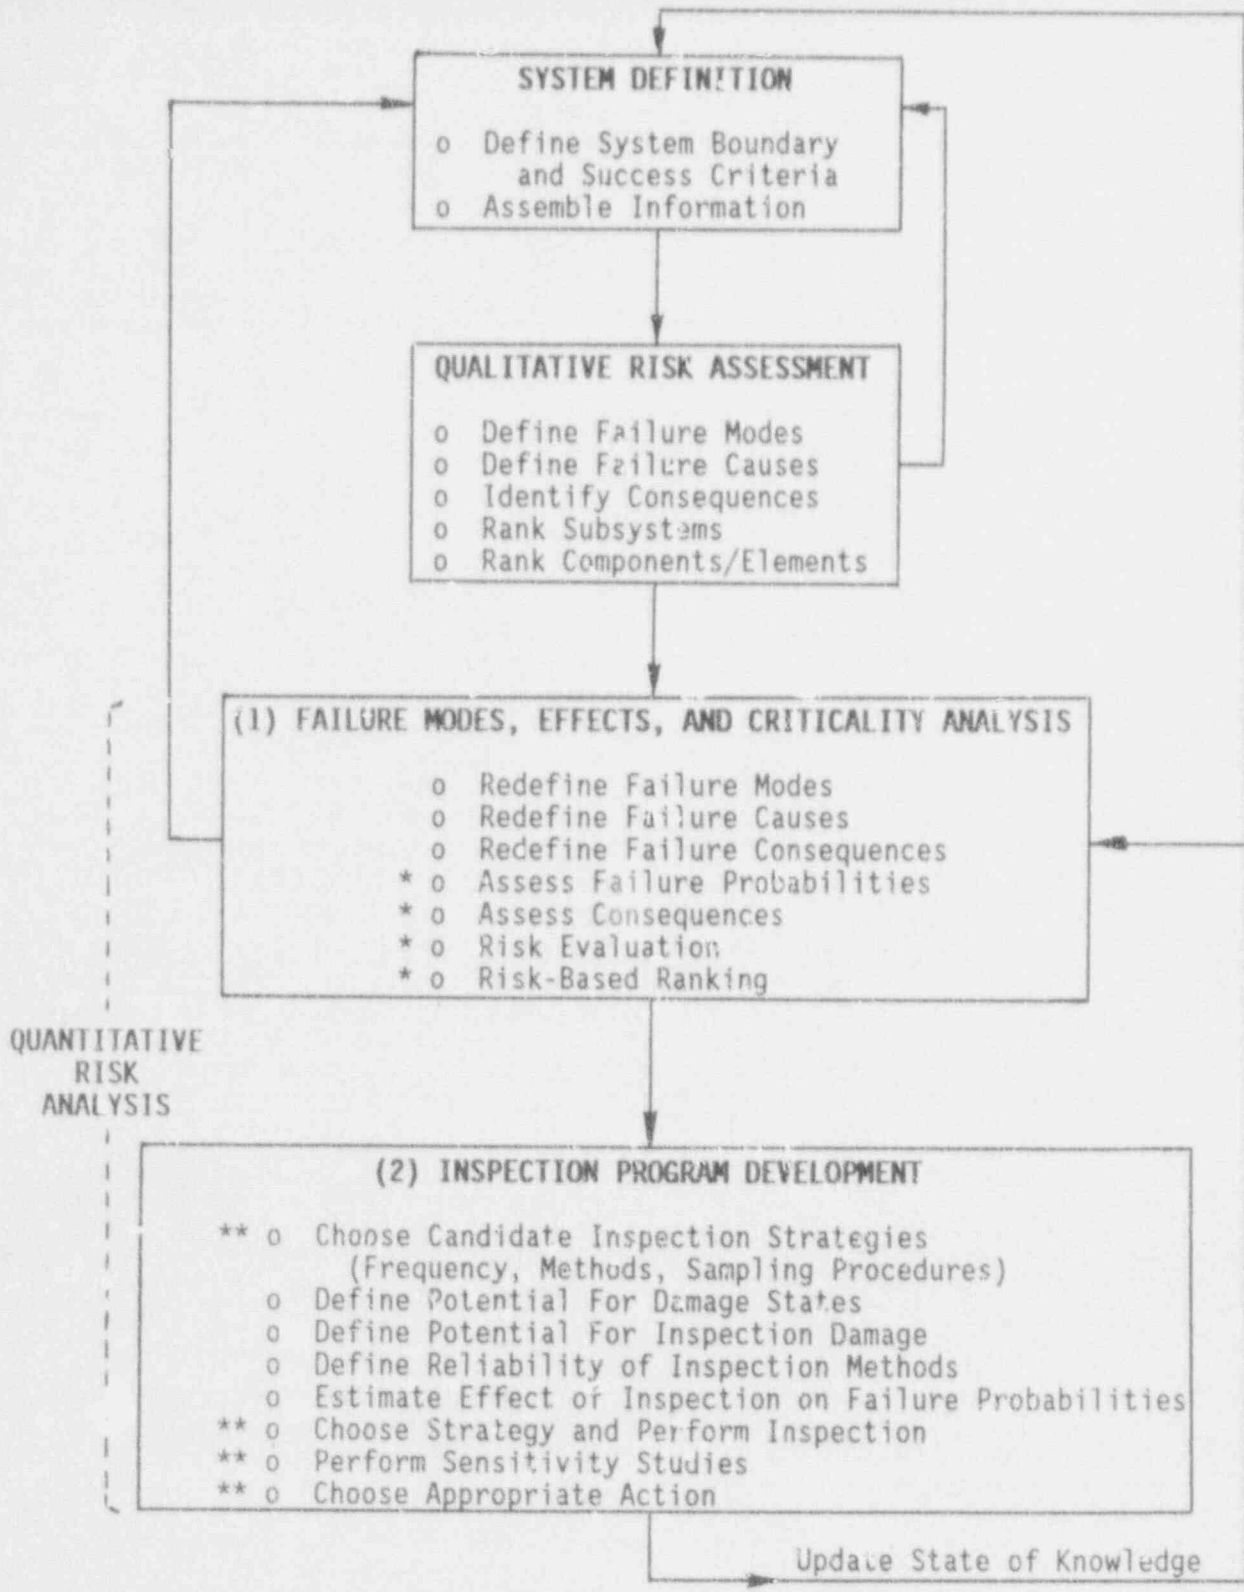 SYSTEM DEFINITION
o Define System Boundary
and Success Criteria
o Assemble Information
QUALITATIVE RISK ASSESSMENT
o Define Failure Modes
o Define Failure Causes
o Identify Consequences
o Rank Subsystems
o Rank Components/Elements
(1) FAILURE MODES, EFFECTS, AND CRITICALITY ANALYSIS
o Redefine Failure Modes
o Redefine Failure Causes
o Redefine Failure Consequences
* o Assess Failure Probabilities
* o Assess Consequences
* o Risk Evaluation
* o Risk-Based Ranking
QUANTITATIVE
RISK
ANALYSIS
(2) INSPECTION PROGRAM DEVELOPMENT
** o Choose Candidate Inspection Strategies
(Frequency, Methods, Sampling Procedures)
o Define Potential For Damage States
o Define Potential For Inspection Damage
o Define Reliability of Inspection Methods
o Estimate Effect of Inspection on Failure Probabilities
** o Choose Strategy and Perform Inspection
** o Perform Sensitivity Studies
** o Choose Appropriate Action
Update State of Knowledge